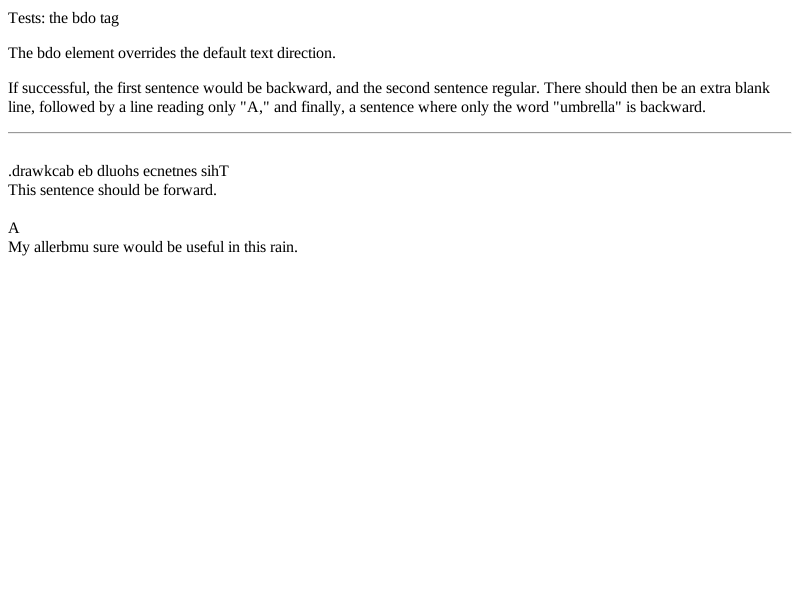 Tests: the bdo tag
The bdo element overrides the default text direction.
If successful, the first sentence would be backward, and the second sentence regular. There should then be an extra blank
line, followed by a line reading only "A," and finally, a sentence where only the word "umbrella" is backward.
.drawkcab eb dluohs ecnetnes sihT
This sentence should be forward.
A
My allerbmu sure would be useful in this rain.